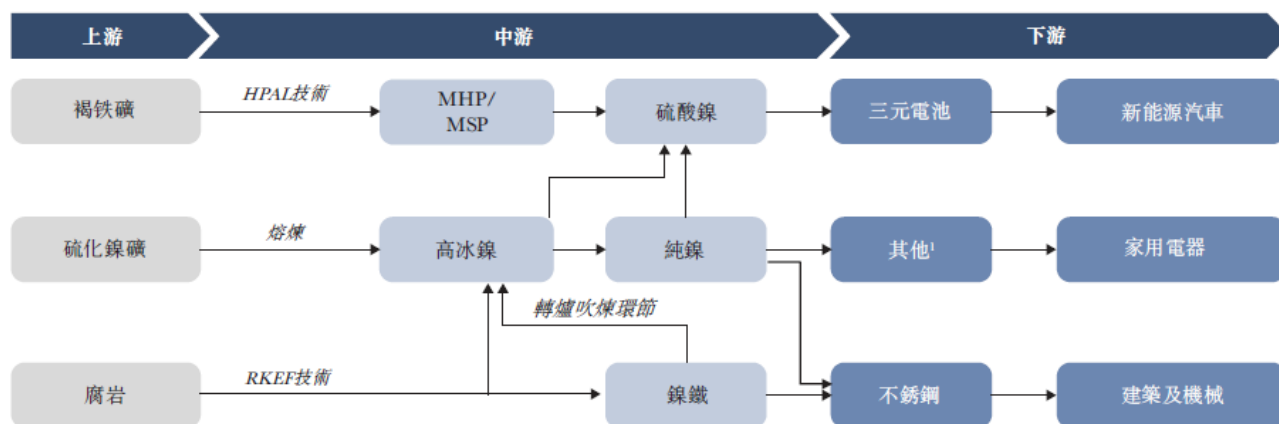 上游
中游
下游
褐铁礦
HPAL技術
MHP/
MSP
硫酸鎳
三元電池
新能源汽車
硫化鎳礦
熔煉
高冰鎳
純鎳
其他¹
家用電器
轉爐吹煉環節
腐岩
RKEF技術
鎳鐵
不銹鋼
建築及機械